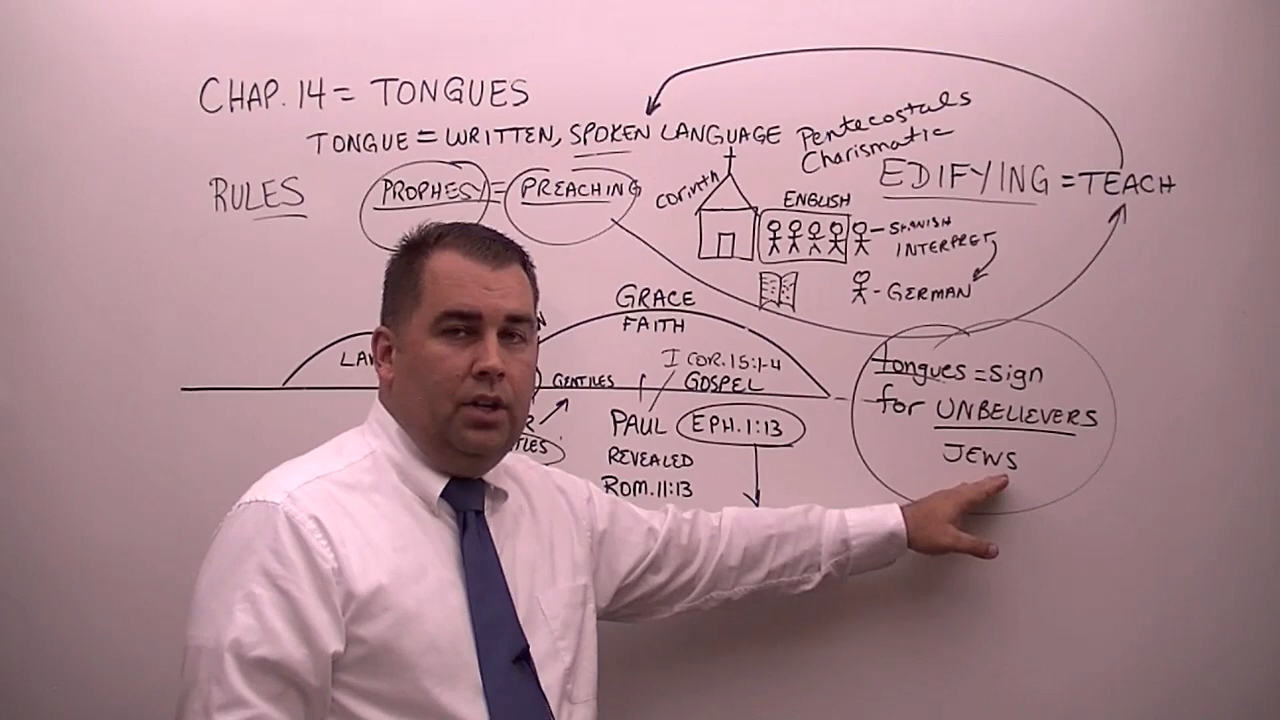 CHAP. 14 = TONGUES
TONGUE = WRITTEN, SPOKEN LANGUAGE
Pentecostals
Charismatic
RULES
PROPHESY = PREACHING
EDIFYING = TEACH
corinth
ENGLISH
SPANISH
INTERPRET
GERMAN
GRACE
FAITH
I COR. 15:1-4
GOSPEL
GENTILES
PAUL
EPH. 1:13
REVEALED
ROM. 11:13
tongues = sign
for UNBELIEVERS
JEWS